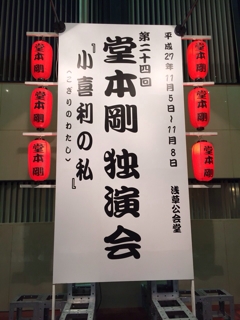 平成27年11月5日～11月8日
浅草公会堂
第二十四回
堂本剛 独演会
『小喜利の私』
（こぎりのわたし）
堂本剛
堂本剛
堂本剛
堂本剛
堂本剛
堂本剛